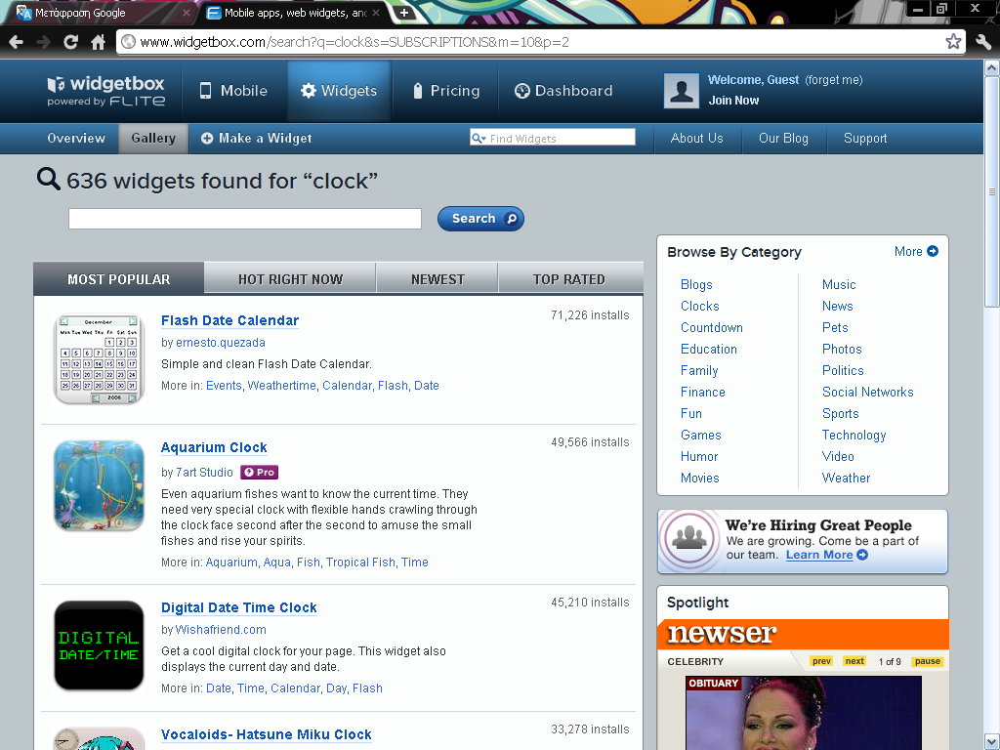 Μετάφραση Google
Mobile apps, web widgets, and
www.widgetbox.com/search?q=clock&s=SUBSCRIPTIONS&m=10&p=2
widgetbox
powered by FLITE
Mobile
Widgets
Pricing
Dashboard
Welcome, Guest (forget me)
Join Now
Overview
Gallery
Make a Widget
Find Widgets
About Us
Our Blog
Support
636 widgets found for “clock”
Search
MOST POPULAR
HOT RIGHT NOW
NEWEST
TOP RATED
December
Mon Tue Wed Thu Fri Sat Sun
1 2 3
4 5 6 7 8 9 10
11 12 13 14 15 16 17
18 19 20 21 22 23 24
25 26 27 28 29 30 31
2006
Flash Date Calendar
71,226 installs
by ernesto.quezada
Simple and clean Flash Date Calendar.
More in: Events, Weathertime, Calendar, Flash, Date
Aquarium Clock
49,566 installs
by 7art Studio Pro
Even aquarium fishes want to know the current time. They
need very special clock with flexible hands crawling through
the clock face second after the second to amuse the small
fishes and rise your spirits.
More in: Aquarium, Aqua, Fish, Tropical Fish, Time
DIGITAL
DATE/TIME
Digital Date Time Clock
45,210 installs
by Wishafriend.com
Get a cool digital clock for your page. This widget also
displays the current day and date.
More in: Date, Time, Calendar, Day, Flash
Vocaloids- Hatsune Miku Clock
33,278 installs
Browse By Category
More
Blogs
Clocks
Countdown
Education
Family
Finance
Fun
Games
Humor
Movies
Music
News
Pets
Photos
Politics
Social Networks
Sports
Technology
Video
Weather
We're Hiring Great People
We are growing. Come be a part
of our team. Learn More
Spotlight
newser
CELEBRITY
prev
next
1 of 9
pause
OBITUARY